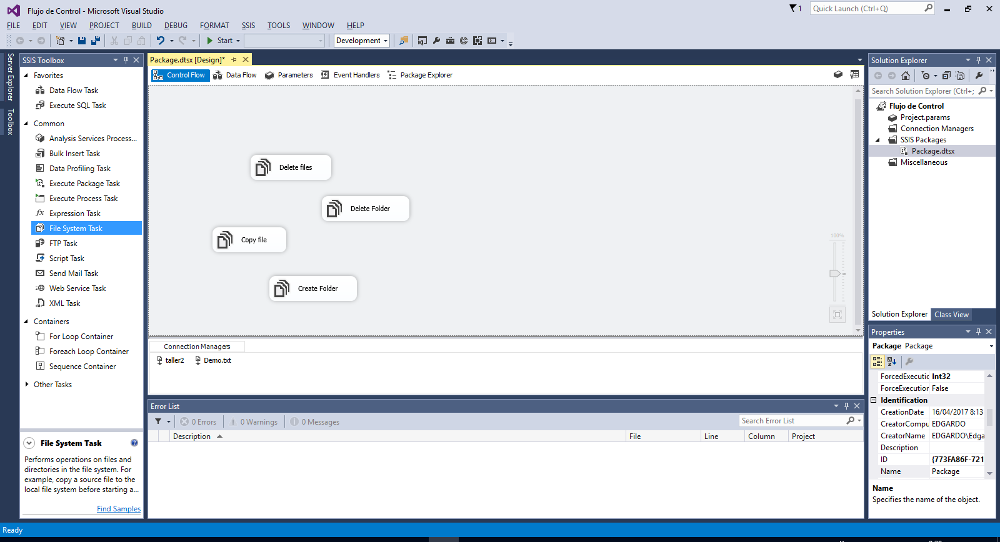 Flujo de Control - Microsoft Visual Studio
1
Quick Launch (Ctrl+Q)
FILE EDIT VIEW PROJECT BUILD DEBUG FORMAT SSIS TOOLS WINDOW HELP
Start
Development
Server Explorer
Toolbox
SSIS Toolbox
Favorites
Data Flow Task
Execute SQL Task
Common
Analysis Services Process...
Bulk Insert Task
Data Profiling Task
Execute Package Task
Execute Process Task
fx Expression Task
File System Task
FTP Task
Script Task
Send Mail Task
Web Service Task
XML Task
Containers
For Loop Container
Foreach Loop Container
Sequence Container
Other Tasks
File System Task
Performs operations on files and
directories in the file system. For
example, copy a source file to the
local file system before starting a...
Find Samples
Package.dtsx [Design]*
Control Flow Data Flow Parameters Event Handlers Package Explorer
Delete files
Delete Folder
Copy file
Create Folder
100%
Connection Managers
taller2 Demo.txt
Error List
0 Errors 0 Warnings 0 Messages
Search Error List
Description File Line Column Project
Solution Explorer
Search Solution Explorer (Ctrl+;
Flujo de Control
Project.params
Connection Managers
SSIS Packages
Package.dtsx
Miscellaneous
Solution Explorer Class View
Properties
Package Package
ForcedExecutic Int32
ForceExecution False
Identification
CreationDate 16/04/2017 8:13
CreatorCompu EDGARDO
CreatorName EDGARDO\Edga
Description
ID {773FA86F-721
Name Package
Name
Specifies the name of the object.
Ready